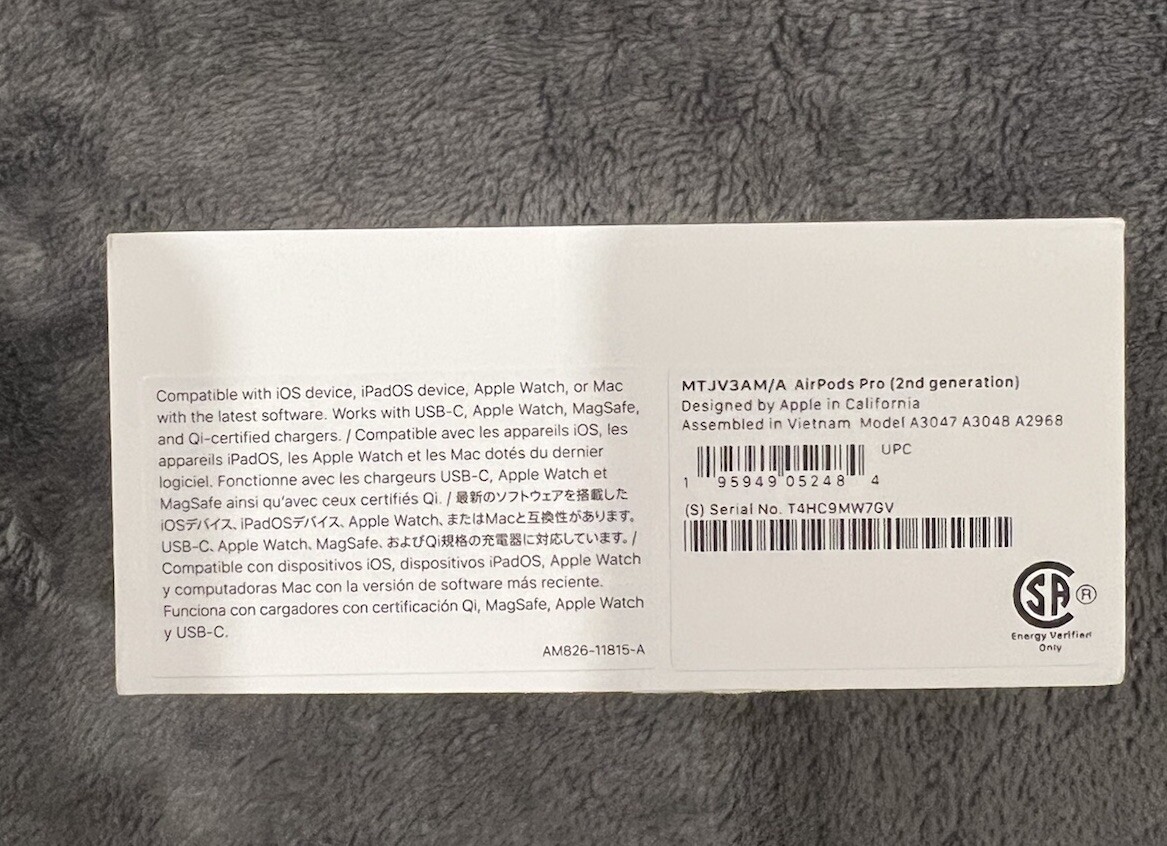 Compatible with iOS device, iPadOS device, Apple Watch, or Mac
with the latest software. Works with USB-C, Apple Watch, MagSafe,
and Qi-certified chargers. / Compatible avec les appareils iOS, les
appareils iPadOS, les Apple Watch et les Mac dotés du dernier
logiciel. Fonctionne avec les chargeurs USB-C, Apple Watch et
MagSafe ainsi qu’avec ceux certifiés Qi. / 最新のソフトウェアを搭載した
iOSデバイス、iPadOSデバイス、Apple Watch、またはMacと互換性があります。
USB-C、Apple Watch、MagSafe、およびQi規格の充電器に対応しています。/
Compatible con dispositivos iOS, dispositivos iPadOS, Apple Watch
y computadoras Mac con la versión de software más reciente.
Funciona con cargadores con certificación Qi, MagSafe, Apple Watch
y USB-C.
AM826-11815-A
MTJV3AM/A AirPods Pro (2nd generation)
Designed by Apple in California
Assembled in Vietnam Model A3047 A3048 A2968
UPC
1 95949 05248 4
(S) Serial No. T4HC9MW7GV
SA ®
Energy Verified
Only